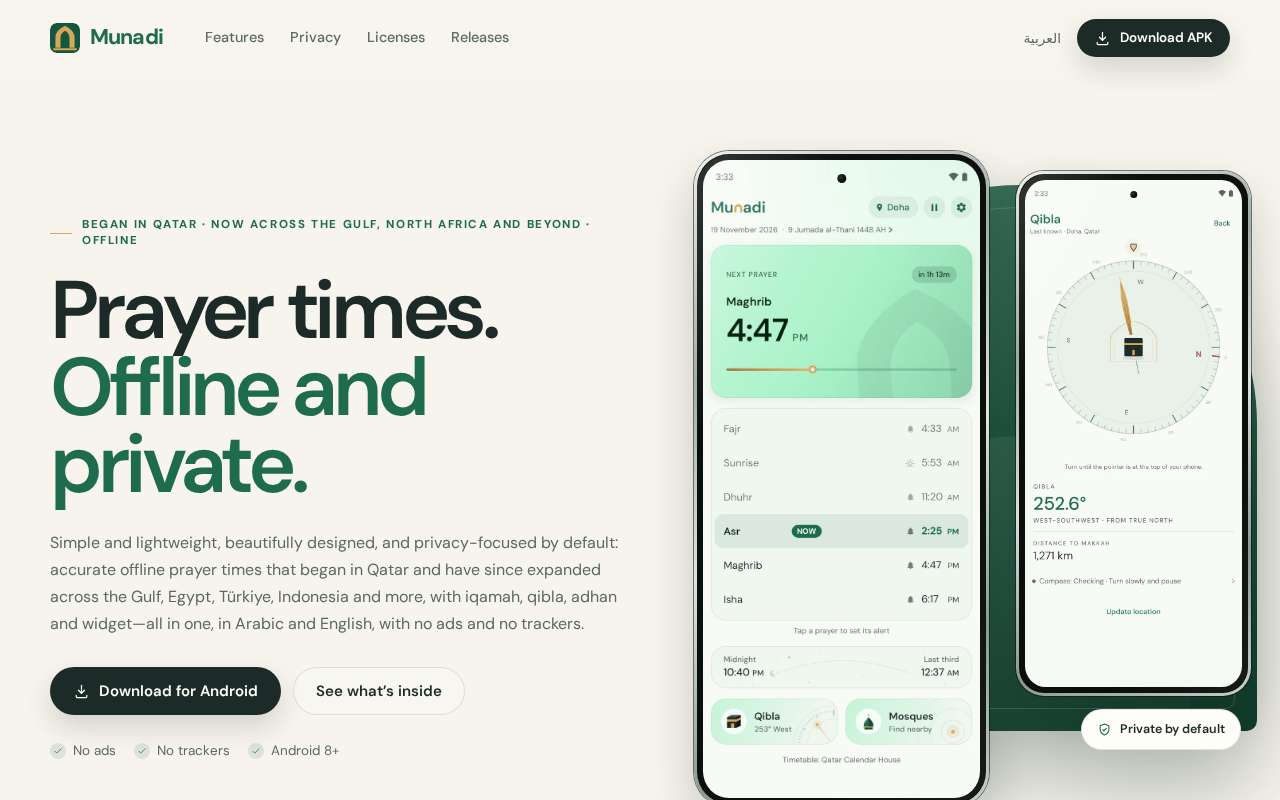 Munadi
Features
Privacy
Licenses
Releases
العربية
Download APK
BEGAN IN QATAR · NOW ACROSS THE GULF, NORTH AFRICA AND BEYOND ·
OFFLINE
Prayer times.
Offline and
private.
Simple and lightweight, beautifully designed, and privacy-focused by default:
accurate offline prayer times that began in Qatar and have since expanded
across the Gulf, Egypt, Türkiye, Indonesia and more, with iqamah, qibla, adhan
and widget—all in one, in Arabic and English, with no ads and no trackers.
Download for Android
See what's inside
No ads
No trackers
Android 8+
3:33
Munadi
Doha
19 November 2026 · 9 Jumada al-Thani 1448 AH
NEXT PRAYER
in 1h 13m
Maghrib
4:47 PM
Fajr 4:33 AM
Sunrise 5:53 AM
Dhuhr 11:20 AM
Asr NOW 2:25 PM
Maghrib 4:47 PM
Isha 6:17 PM
Tap a prayer to set its alert
Midnight
10:40 PM
Last third
12:37 AM
Qibla
253° West
Mosques
Find nearby
Timetable: Qatar Calendar House
3:33
Qibla
Last known · Doha, Qatar
Back
W
S
N
E
Turn until the pointer is at the top of your phone.
QIBLA
252.6°
WEST-SOUTHWEST · FROM TRUE NORTH
DISTANCE TO MAKKAH
1,271 km
Compass: Checking · Turn slowly and pause
Update location
Private by default